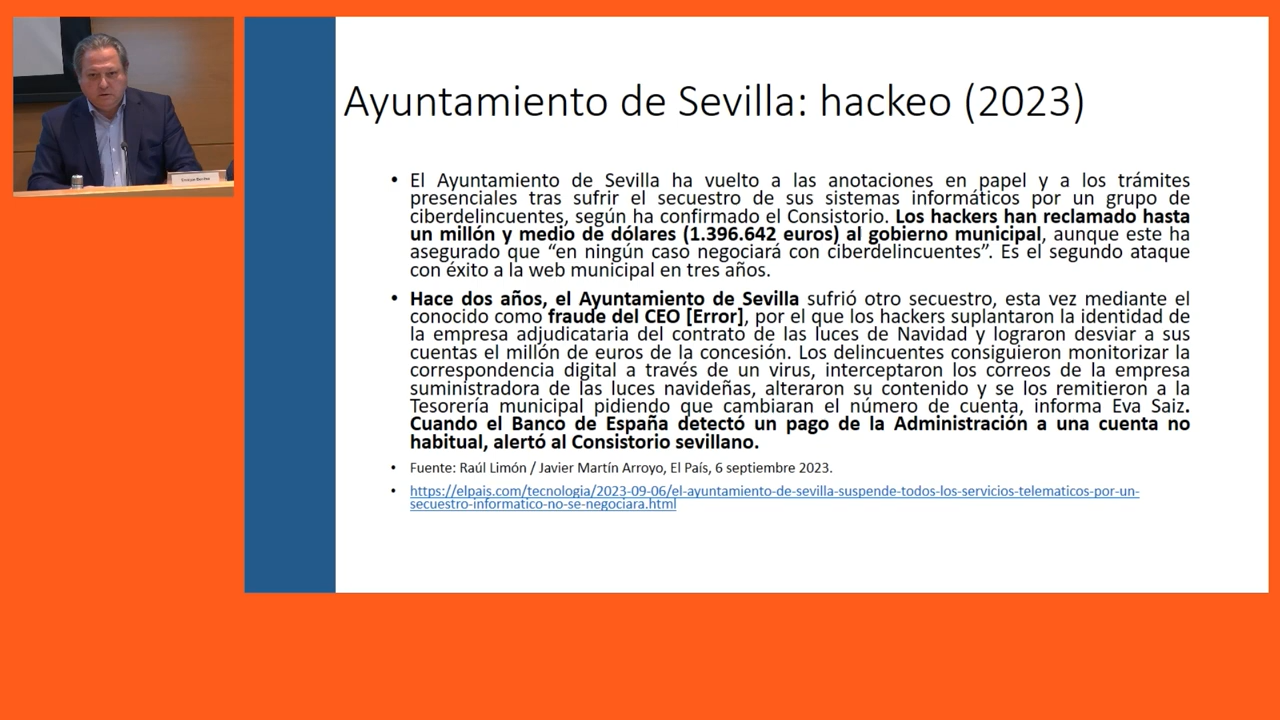 Ayuntamiento de Sevilla: hackeo (2023)
• El Ayuntamiento de Sevilla ha vuelto a las anotaciones en papel y a los trámites
presenciales tras sufrir el secuestro de sus sistemas informáticos por un grupo de
ciberdelincuentes, según ha confirmado el Consistorio. Los hackers han reclamado hasta
un millón y medio de dólares (1.396.642 euros) al gobierno municipal, aunque este ha
asegurado que “en ningún caso negociará con ciberdelincuentes”. Es el segundo ataque
con éxito a la web municipal en tres años.
• Hace dos años, el Ayuntamiento de Sevilla sufrió otro secuestro, esta vez mediante el
conocido como fraude del CEO [Error], por el que los hackers suplantaron la identidad de
la empresa adjudicataria del contrato de las luces de Navidad y lograron desviar a sus
cuentas el millón de euros de la concesión. Los delincuentes consiguieron monitorizar la
correspondencia digital a través de un virus, interceptaron los correos de la empresa
suministradora de las luces navideñas, alteraron su contenido y se los remitieron a la
Tesorería municipal pidiendo que cambiaran el número de cuenta, informa Eva Saiz.
Cuando el Banco de España detectó un pago de la Administración a una cuenta no
habitual, alertó al Consistorio sevillano.
• Fuente: Raúl Limón / Javier Martín Arroyo, El País, 6 septiembre 2023.
• https://elpais.com/tecnologia/2023-09-06/el-ayuntamiento-de-sevilla-suspende-todos-los-servicios-telematicos-por-un-
secuestro-informatico-no-se-negociara.html